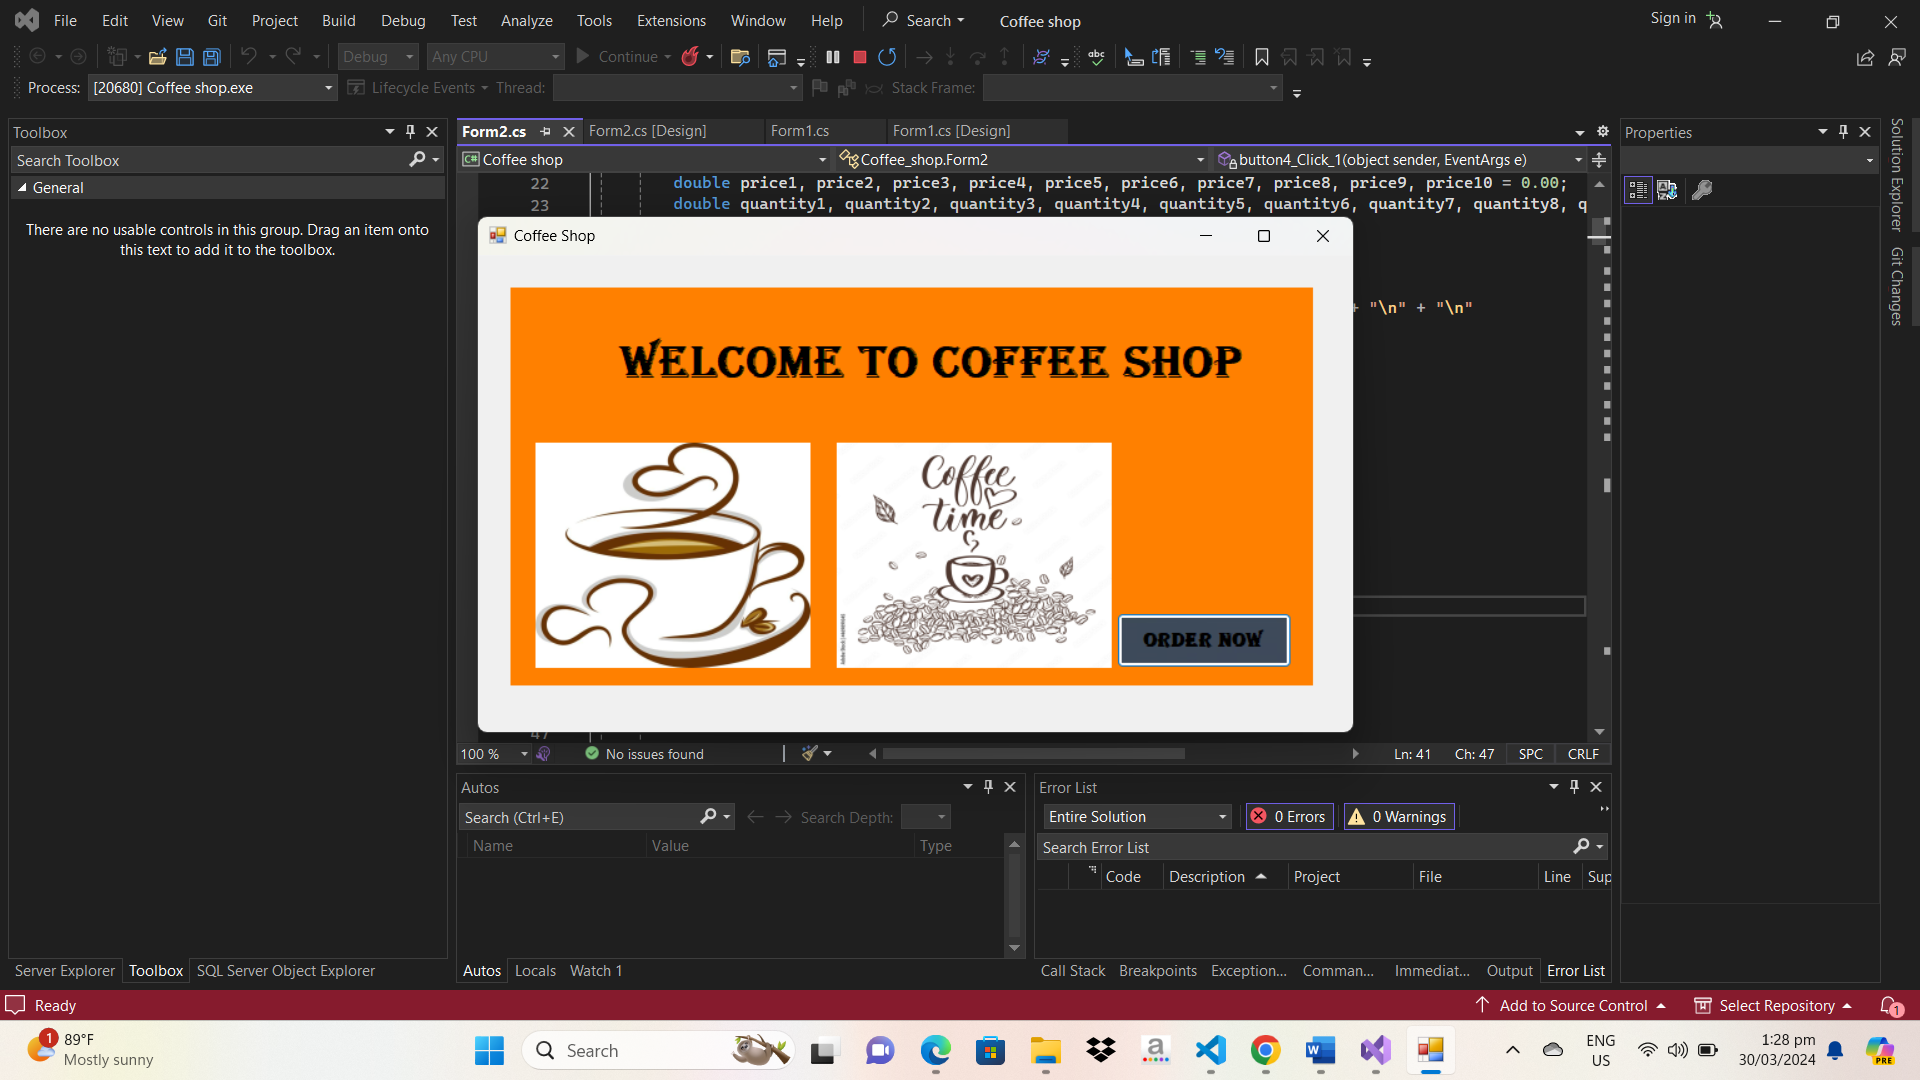 File Edit View Git Project Build Debug Test Analyze Tools Extensions Window Help Search Coffee shop Sign in
Debug Any CPU Continue
Process: [20680] Coffee shop.exe Lifecycle Events Thread: Stack Frame:
Toolbox
Search Toolbox
General
There are no usable controls in this group. Drag an item onto
this text to add it to the toolbox.
Form2.cs Form2.cs [Design] Form1.cs Form1.cs [Design]
Coffee shop Coffee_shop.Form2 button4_Click_1(object sender, EventArgs e)
22 double price1, price2, price3, price4, price5, price6, price7, price8, price9, price10 = 0.00;
23 double quantity1, quantity2, quantity3, quantity4, quantity5, quantity6, quantity7, quantity8, q
+ "\n" + "\n"
Coffee Shop
WELCOME TO COFFEE SHOP
Coffee
time
ORDER NOW
47
100 % No issues found Ln: 41 Ch: 47 SPC CRLF
Autos
Search (Ctrl+E) Search Depth:
Name Value Type
Error List
Entire Solution 0 Errors 0 Warnings
Search Error List
Code Description Project File Line Sup
Properties
Solution Explorer
Git Changes
Server Explorer Toolbox SQL Server Object Explorer
Autos Locals Watch 1
Call Stack Breakpoints Exception... Comman... Immediat... Output Error List
Ready Add to Source Control Select Repository 1
1 89°F
Mostly sunny
Search
a
W
PRE
ENG
US
1:28 pm
30/03/2024